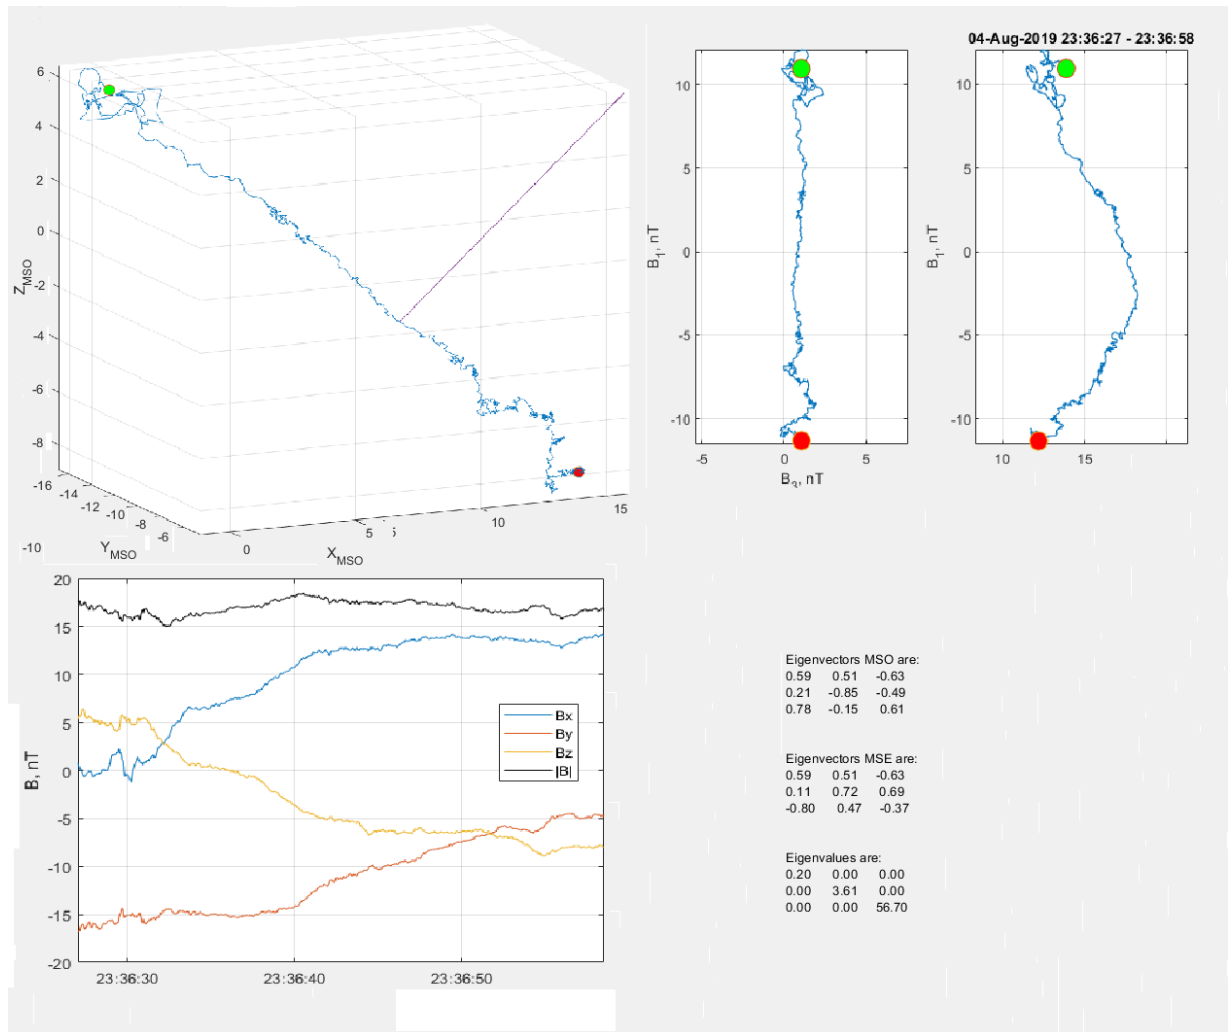 04-Aug-2019 23:36:27 - 23:36:58
6
4
2
0
-2
-4
-6
-8
Z_MSO
-16
-14
-12
-10
-8
-6
-10
Y_MSO
0
5
10
15
X_MSO
10
5
0
-5
-10
B_1, nT
-5
0
5
B_3, nT
10
5
0
-5
-10
B_1, nT
10
15
20
15
10
5
0
-5
-10
-15
-20
B, nT
23:36:30
23:36:40
23:36:50
Bx
By
Bz
|B|
Eigenvectors MSO are:
0.59 0.51 -0.63
0.21 -0.85 -0.49
0.78 -0.15 0.61
Eigenvectors MSE are:
0.59 0.51 -0.63
0.11 0.72 0.69
-0.80 0.47 -0.37
Eigenvalues are:
0.20 0.00 0.00
0.00 3.61 0.00
0.00 0.00 56.70